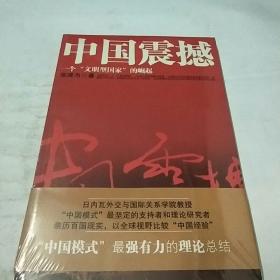 中国震撼
一个“文明型国家”的崛起
张维为 著
日内瓦外交与国际关系学院教授
“中国模式”最坚定的支持者和理论研究者
亲历百国现实，以全球视野比较“中国经验”
“中国模式”最强有力的理论总结